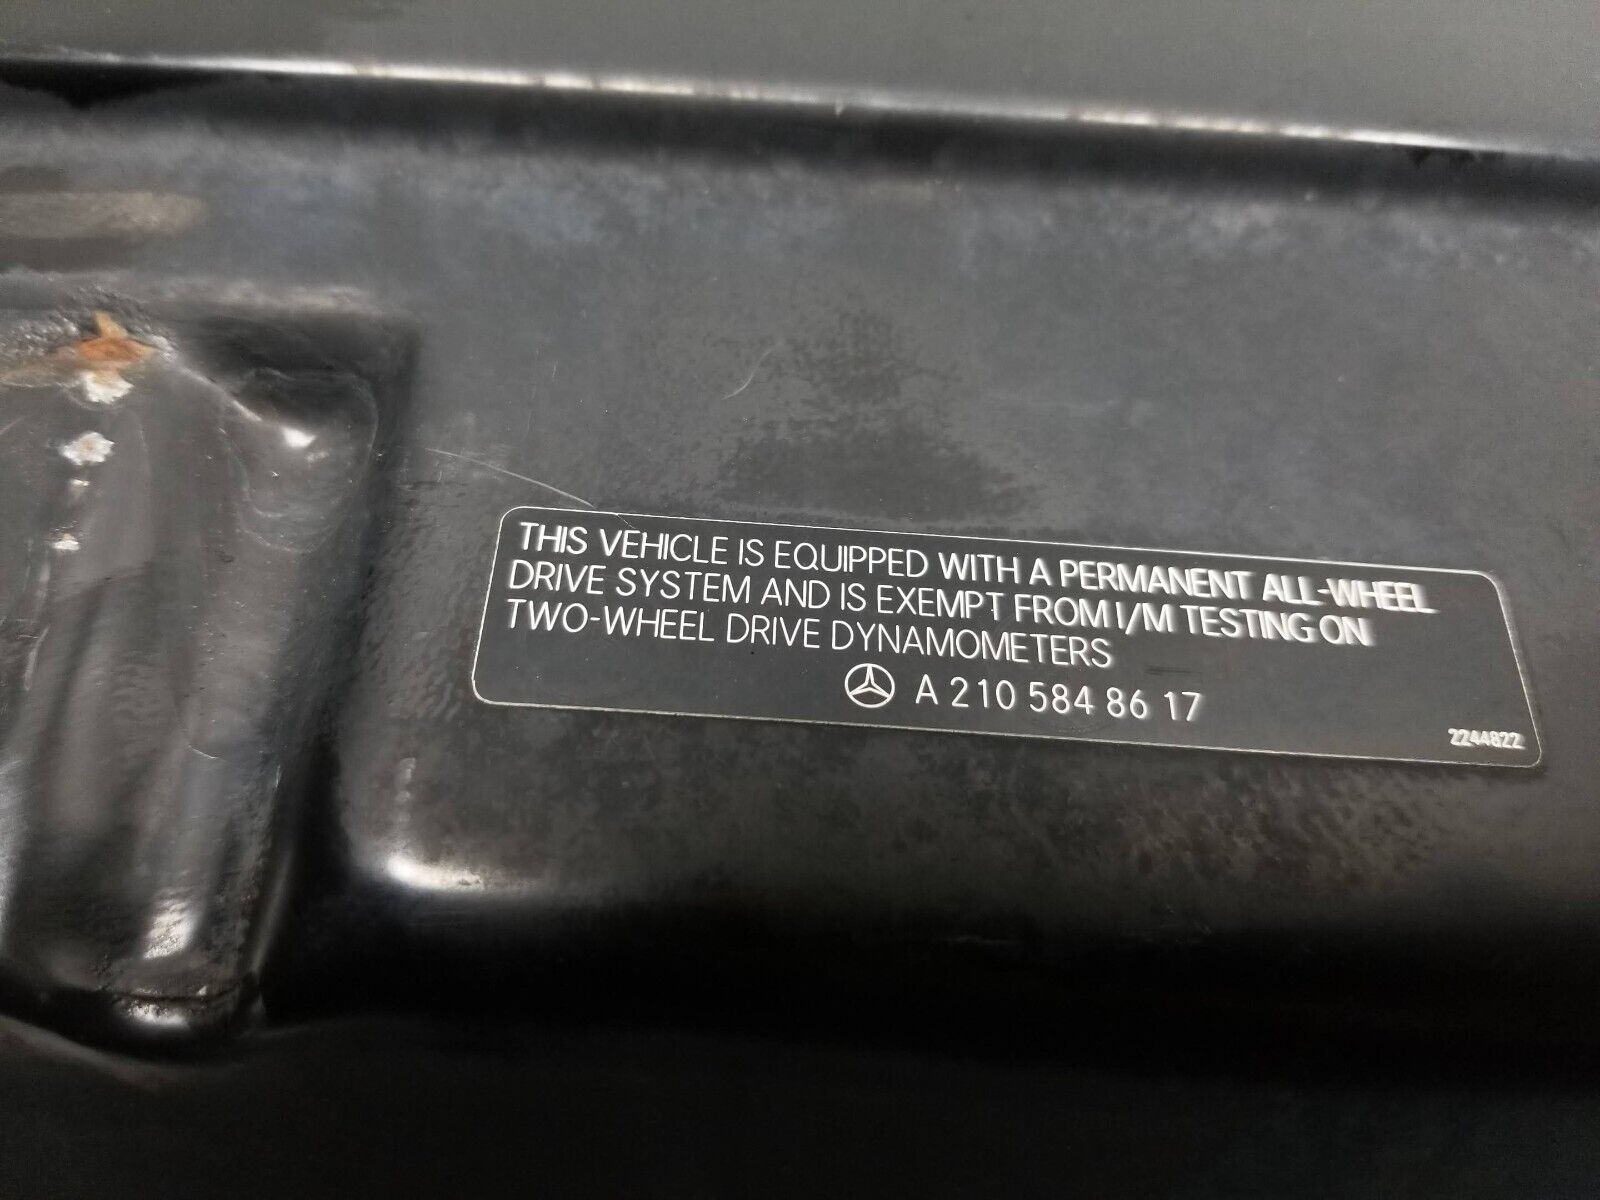 THIS VEHICLE IS EQUIPPED WITH A PERMANENT ALL-WHEEL
DRIVE SYSTEM AND IS EXEMPT FROM I/M TESTING ON
TWO-WHEEL DRIVE DYNAMOMETERS
A 210 584 86 17
2244822